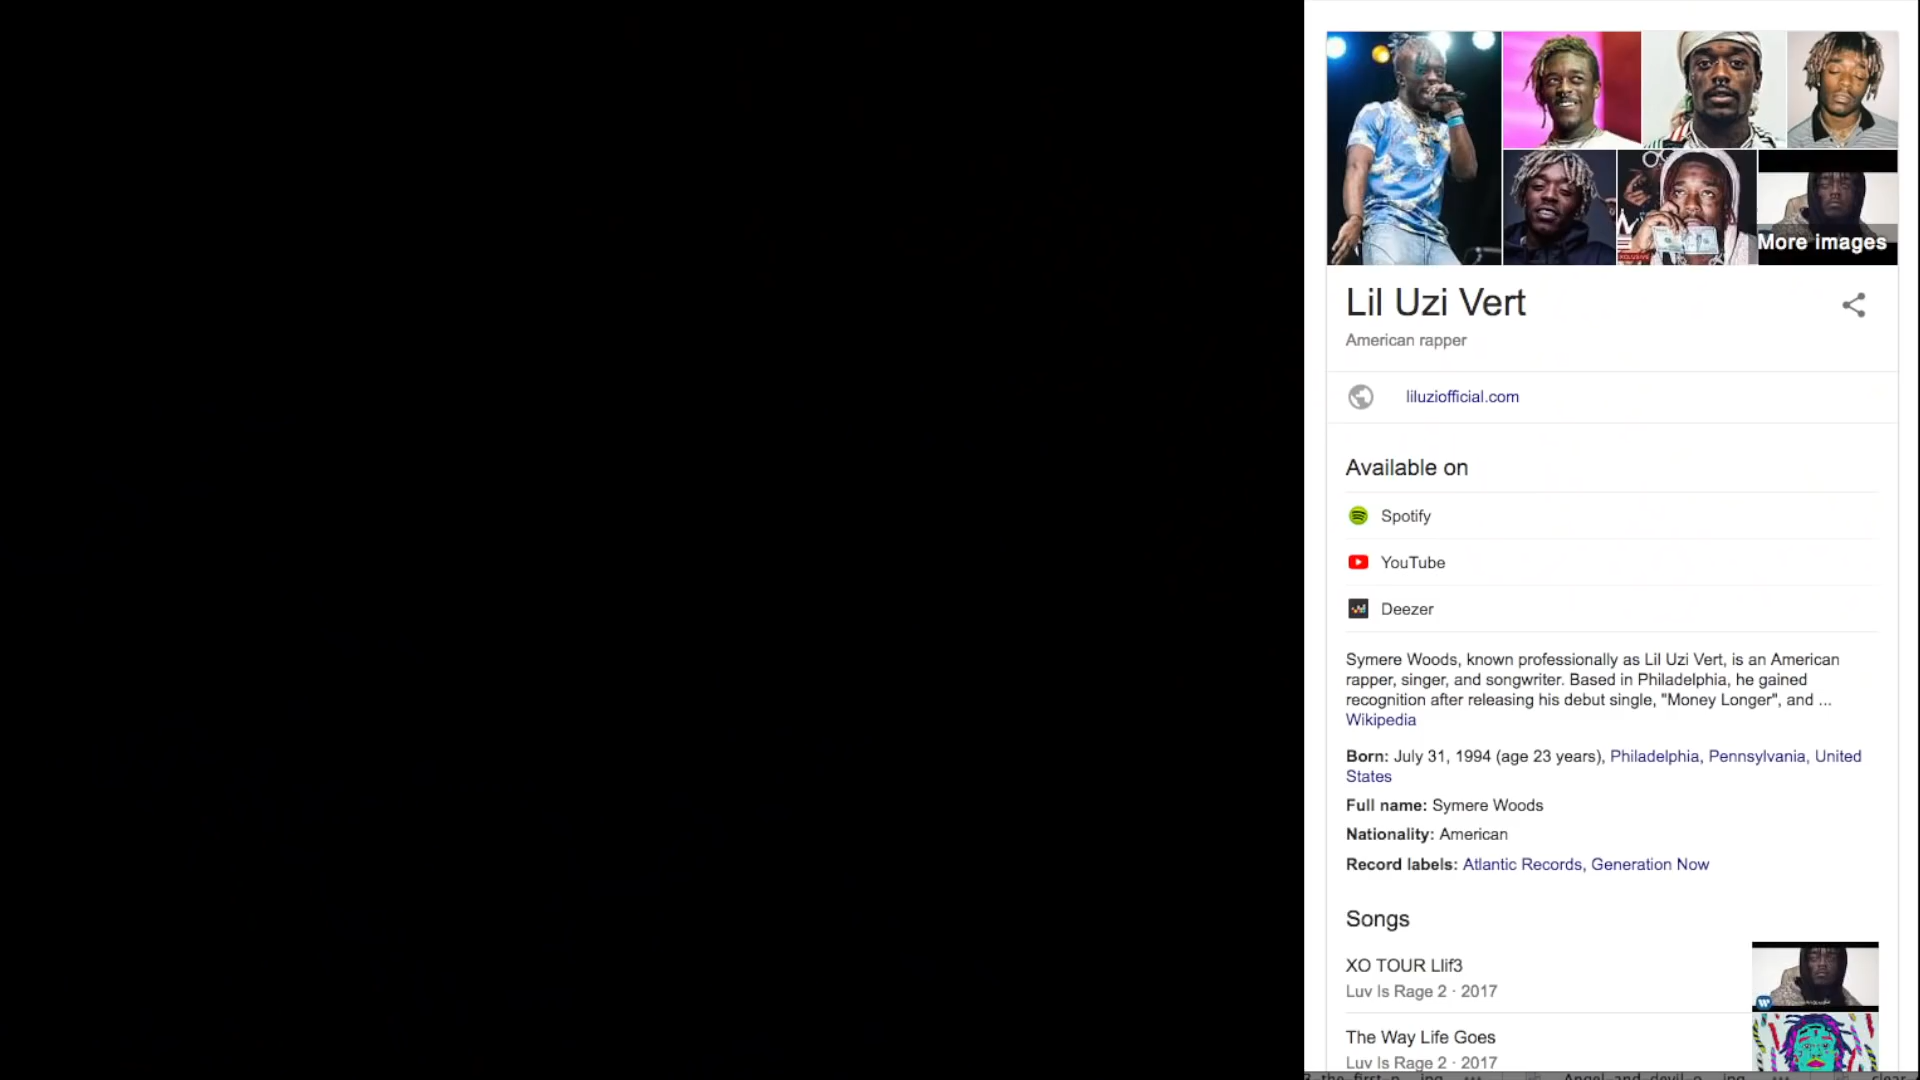 More images
Lil Uzi Vert
American rapper
liluziofficial.com
Available on
Spotify
YouTube
Deezer
Symere Woods, known professionally as Lil Uzi Vert, is an American
rapper, singer, and songwriter. Based in Philadelphia, he gained
recognition after releasing his debut single, "Money Longer", and ...
Wikipedia
Born: July 31, 1994 (age 23 years), Philadelphia, Pennsylvania, United
States
Full name: Symere Woods
Nationality: American
Record labels: Atlantic Records, Generation Now
Songs
XO TOUR Llif3
Luv Is Rage 2 · 2017
The Way Life Goes
Luv Is Rage 2 · 2017